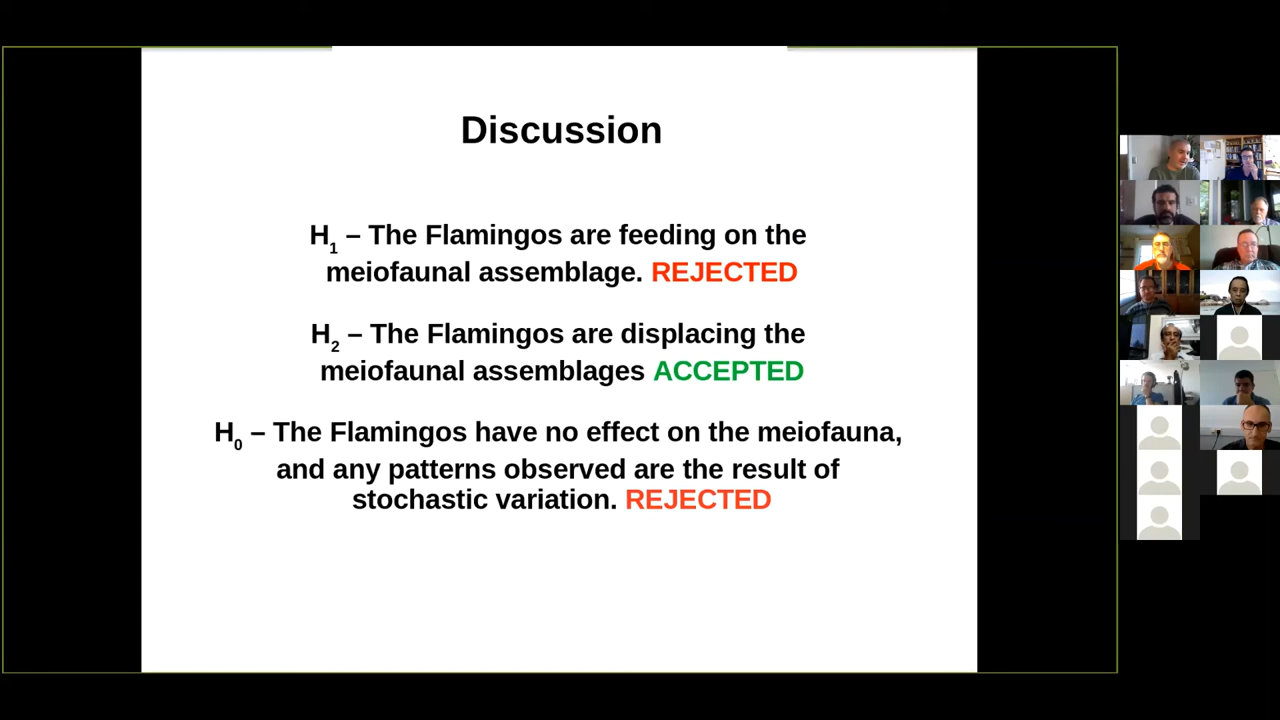 Discussion
H1 – The Flamingos are feeding on the
meiofaunal assemblage. REJECTED
H2 – The Flamingos are displacing the
meiofaunal assemblages ACCEPTED
H0 – The Flamingos have no effect on the meiofauna,
and any patterns observed are the result of
stochastic variation. REJECTED